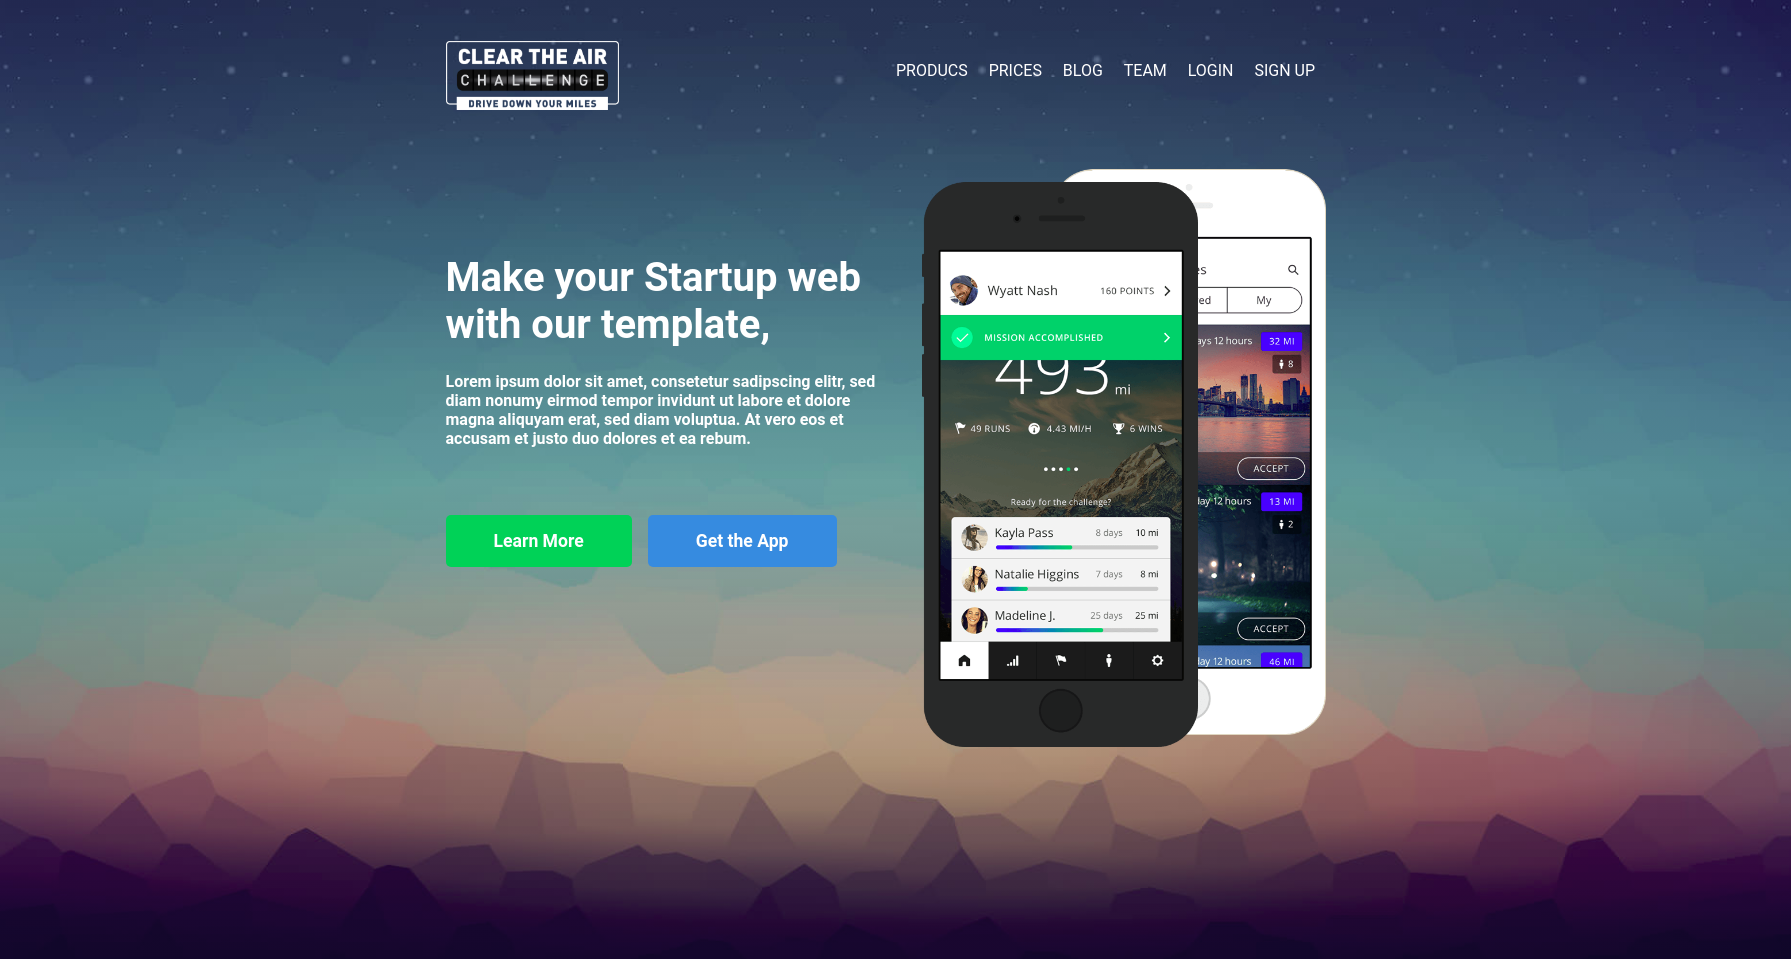 CLEAR THE AIR
CHALLENGE
DRIVE DOWN YOUR MILES
PRODUCS PRICES BLOG TEAM LOGIN SIGN UP
Make your Startup web
with our template,
Lorem ipsum dolor sit amet, consetetur sadipscing elitr, sed
diam nonumy eirmod tempor invidunt ut labore et dolore
magna aliquyam erat, sed diam voluptua. At vero eos et
accusam et justo duo dolores et ea rebum.
Learn More Get the App
Wyatt Nash 160 POINTS
MISSION ACCOMPLISHED
493 mi
49 RUNS 4.43 MI/H 6 WINS
Ready for the challenge?
Kayla Pass 8 days 10 mi
Natalie Higgins 7 days 8 mi
Madeline J. 25 days 25 mi
es
ed My
ays 12 hours 32 MI
8
ACCEPT
lay 12 hours 13 MI
2
ACCEPT
lay 12 hours 46 MI